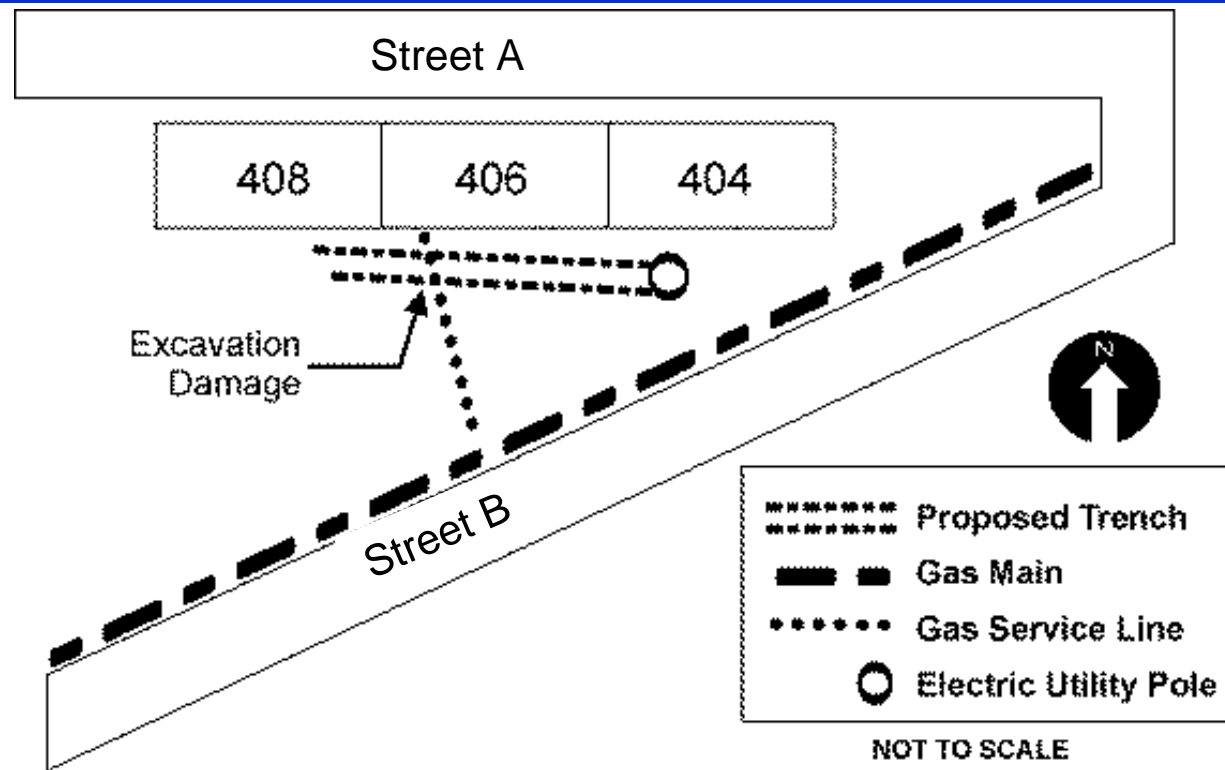 Street A
408 406 404
Excavation
Damage
N
Street B
Proposed Trench
Gas Main
Gas Service Line
Electric Utility Pole
NOT TO SCALE